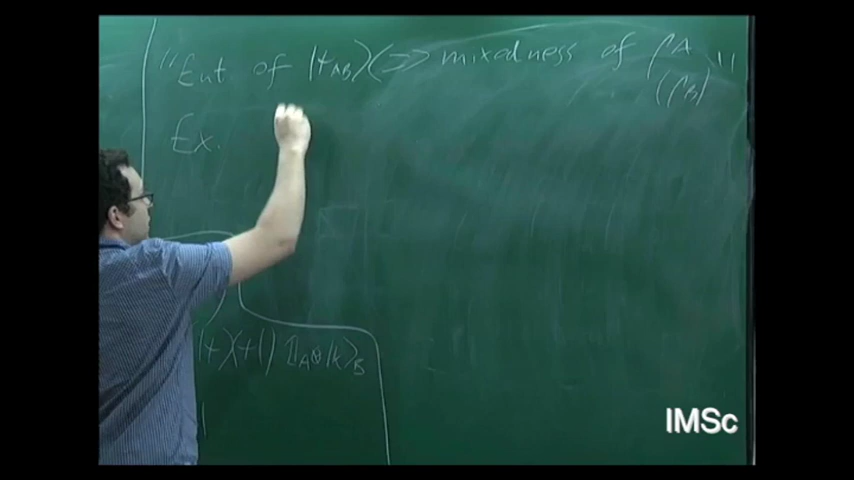 "Ent. of |ψ_AB⟩ ⟺ mixedness of ρ_A "
(ρ_B)
Ex.
|ψ⟩⟨ψ|) 𝟙_A⊗|k⟩_B
IMSc